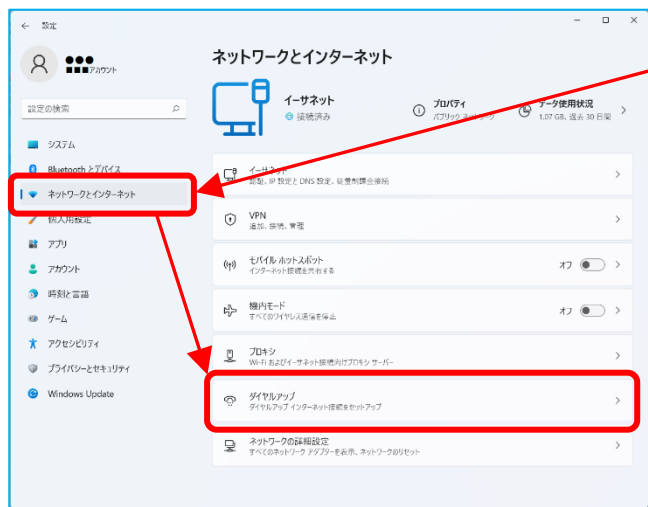 設定
●●●
■■■アカウント
設定の検索
システム
Bluetooth とデバイス
ネットワークとインターネット
個人用設定
アプリ
アカウント
時刻と言語
ゲーム
アクセシビリティ
プライバシーとセキュリティ
Windows Update
ネットワークとインターネット
イーサネット
接続済み
プロパティ
パブリック ネットワーク
データ使用状況
1.07 GB、過去 30 日間
イーサネット
認証、IP 設定と DNS 設定、従量制課金接続
VPN
追加、接続、管理
モバイル ホットスポット
インターネット接続を共有する
オフ
機内モード
すべてのワイヤレス通信を停止
オフ
プロキシ
Wi-Fi およびイーサネット接続向けプロキシ サーバー
ダイヤルアップ
ダイヤルアップ インターネット接続をセットアップ
ネットワークの詳細設定
すべてのネットワーク アダプターを表示、ネットワークのリセット